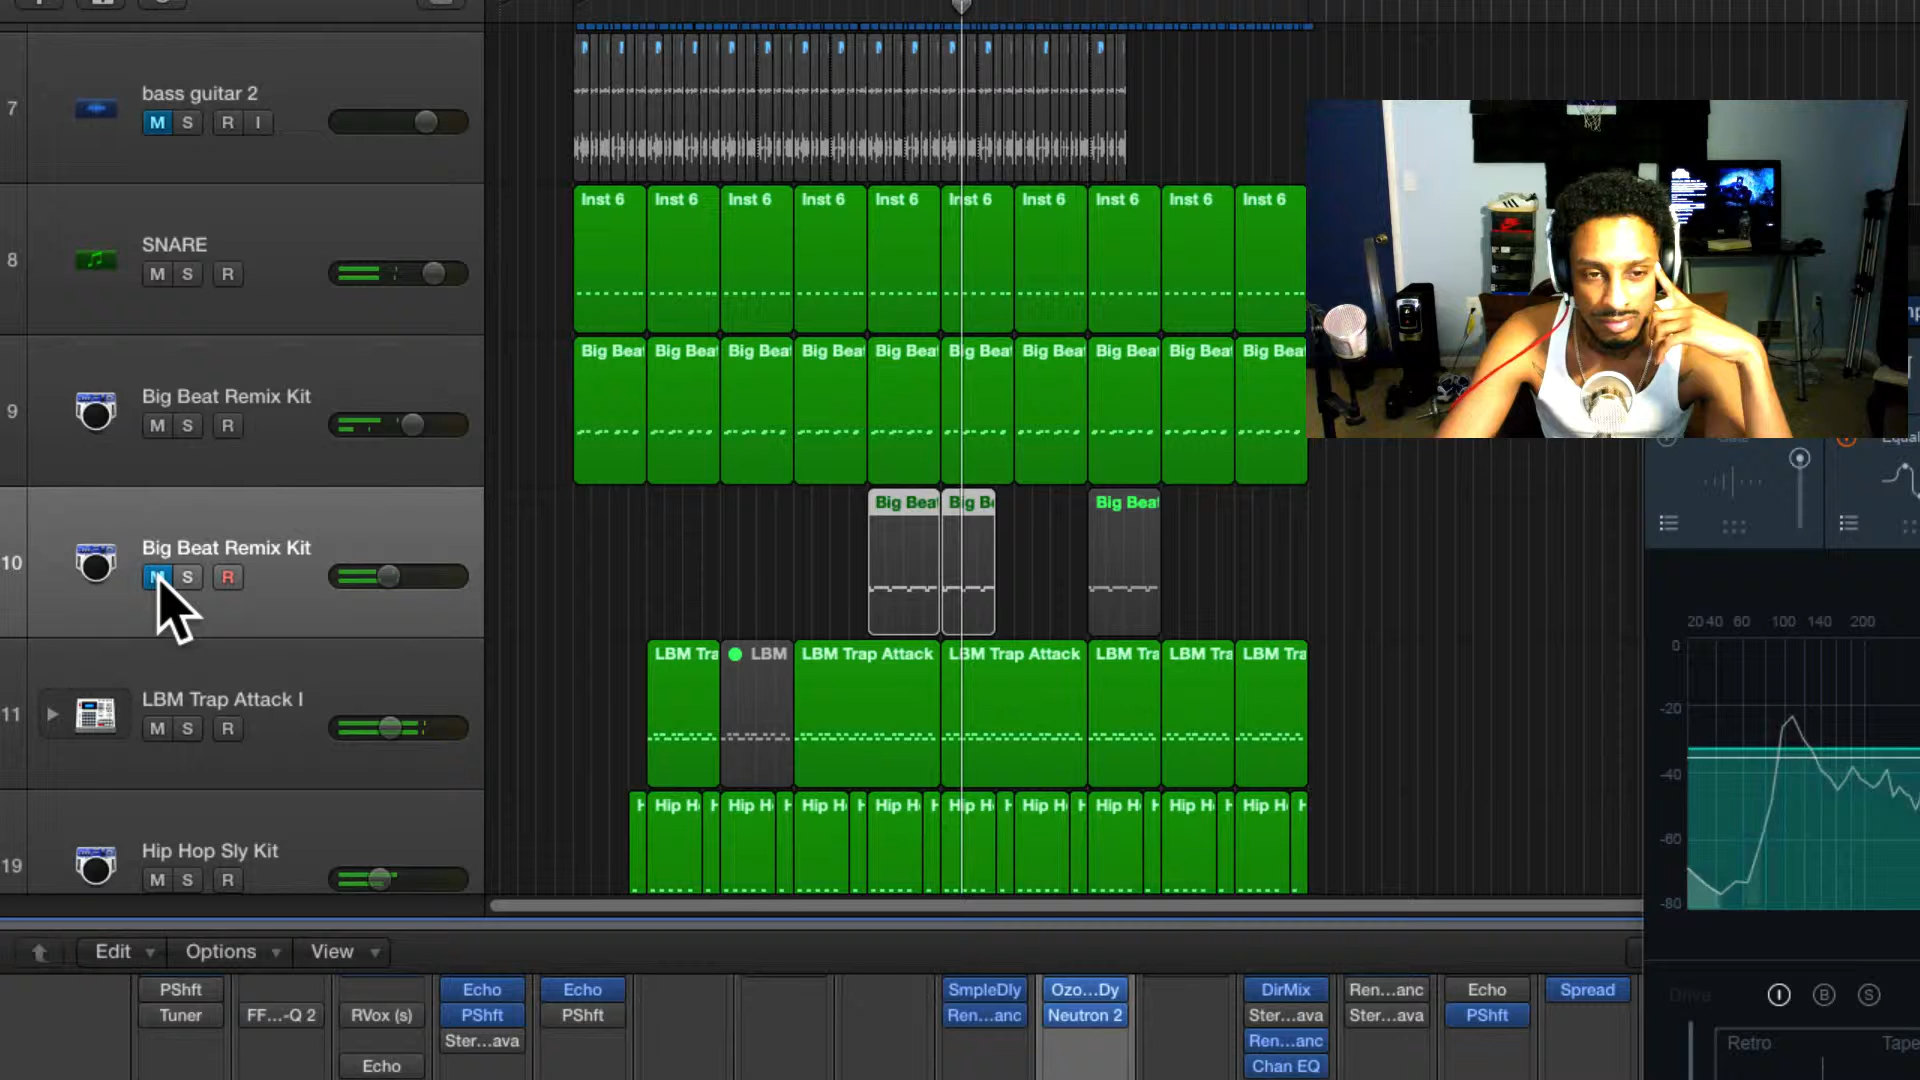 7
bass guitar 2
M S R I
Inst 6 Inst 6 Inst 6 Inst 6 Inst 6 Inst 6 Inst 6 Inst 6 Inst 6 Inst 6
8
SNARE
M S R
Big Beat Big Beat Big Beat Big Beat Big Beat Big Beat Big Beat Big Beat Big Beat Big Beat
9
Big Beat Remix Kit
M S R
Big Beat Big Be Big Beat
10
Big Beat Remix Kit
M S R
LBM Tra LBM LBM Trap Attack LBM Trap Attack LBM Tra LBM Tra LBM Tra
11
LBM Trap Attack I
M S R
H Hip H H Hip H H Hip H H Hip H H Hip H H Hip H H Hip H H Hip H H Hip H
19
Hip Hop Sly Kit
M S R
20 40 60 100 140 200
0
-20
-40
-60
-80
Edit Options View
PShft Echo Echo SmpleDly Ozo...Dy DirMix Ren...anc Echo Spread
Tuner FF...-Q 2 RVox (s) PShft PShft Ren...anc Neutron 2 Ster...ava Ster...ava PShft
Ster...ava Ren...anc
Echo Chan EQ
Drive I B S
Retro Tape